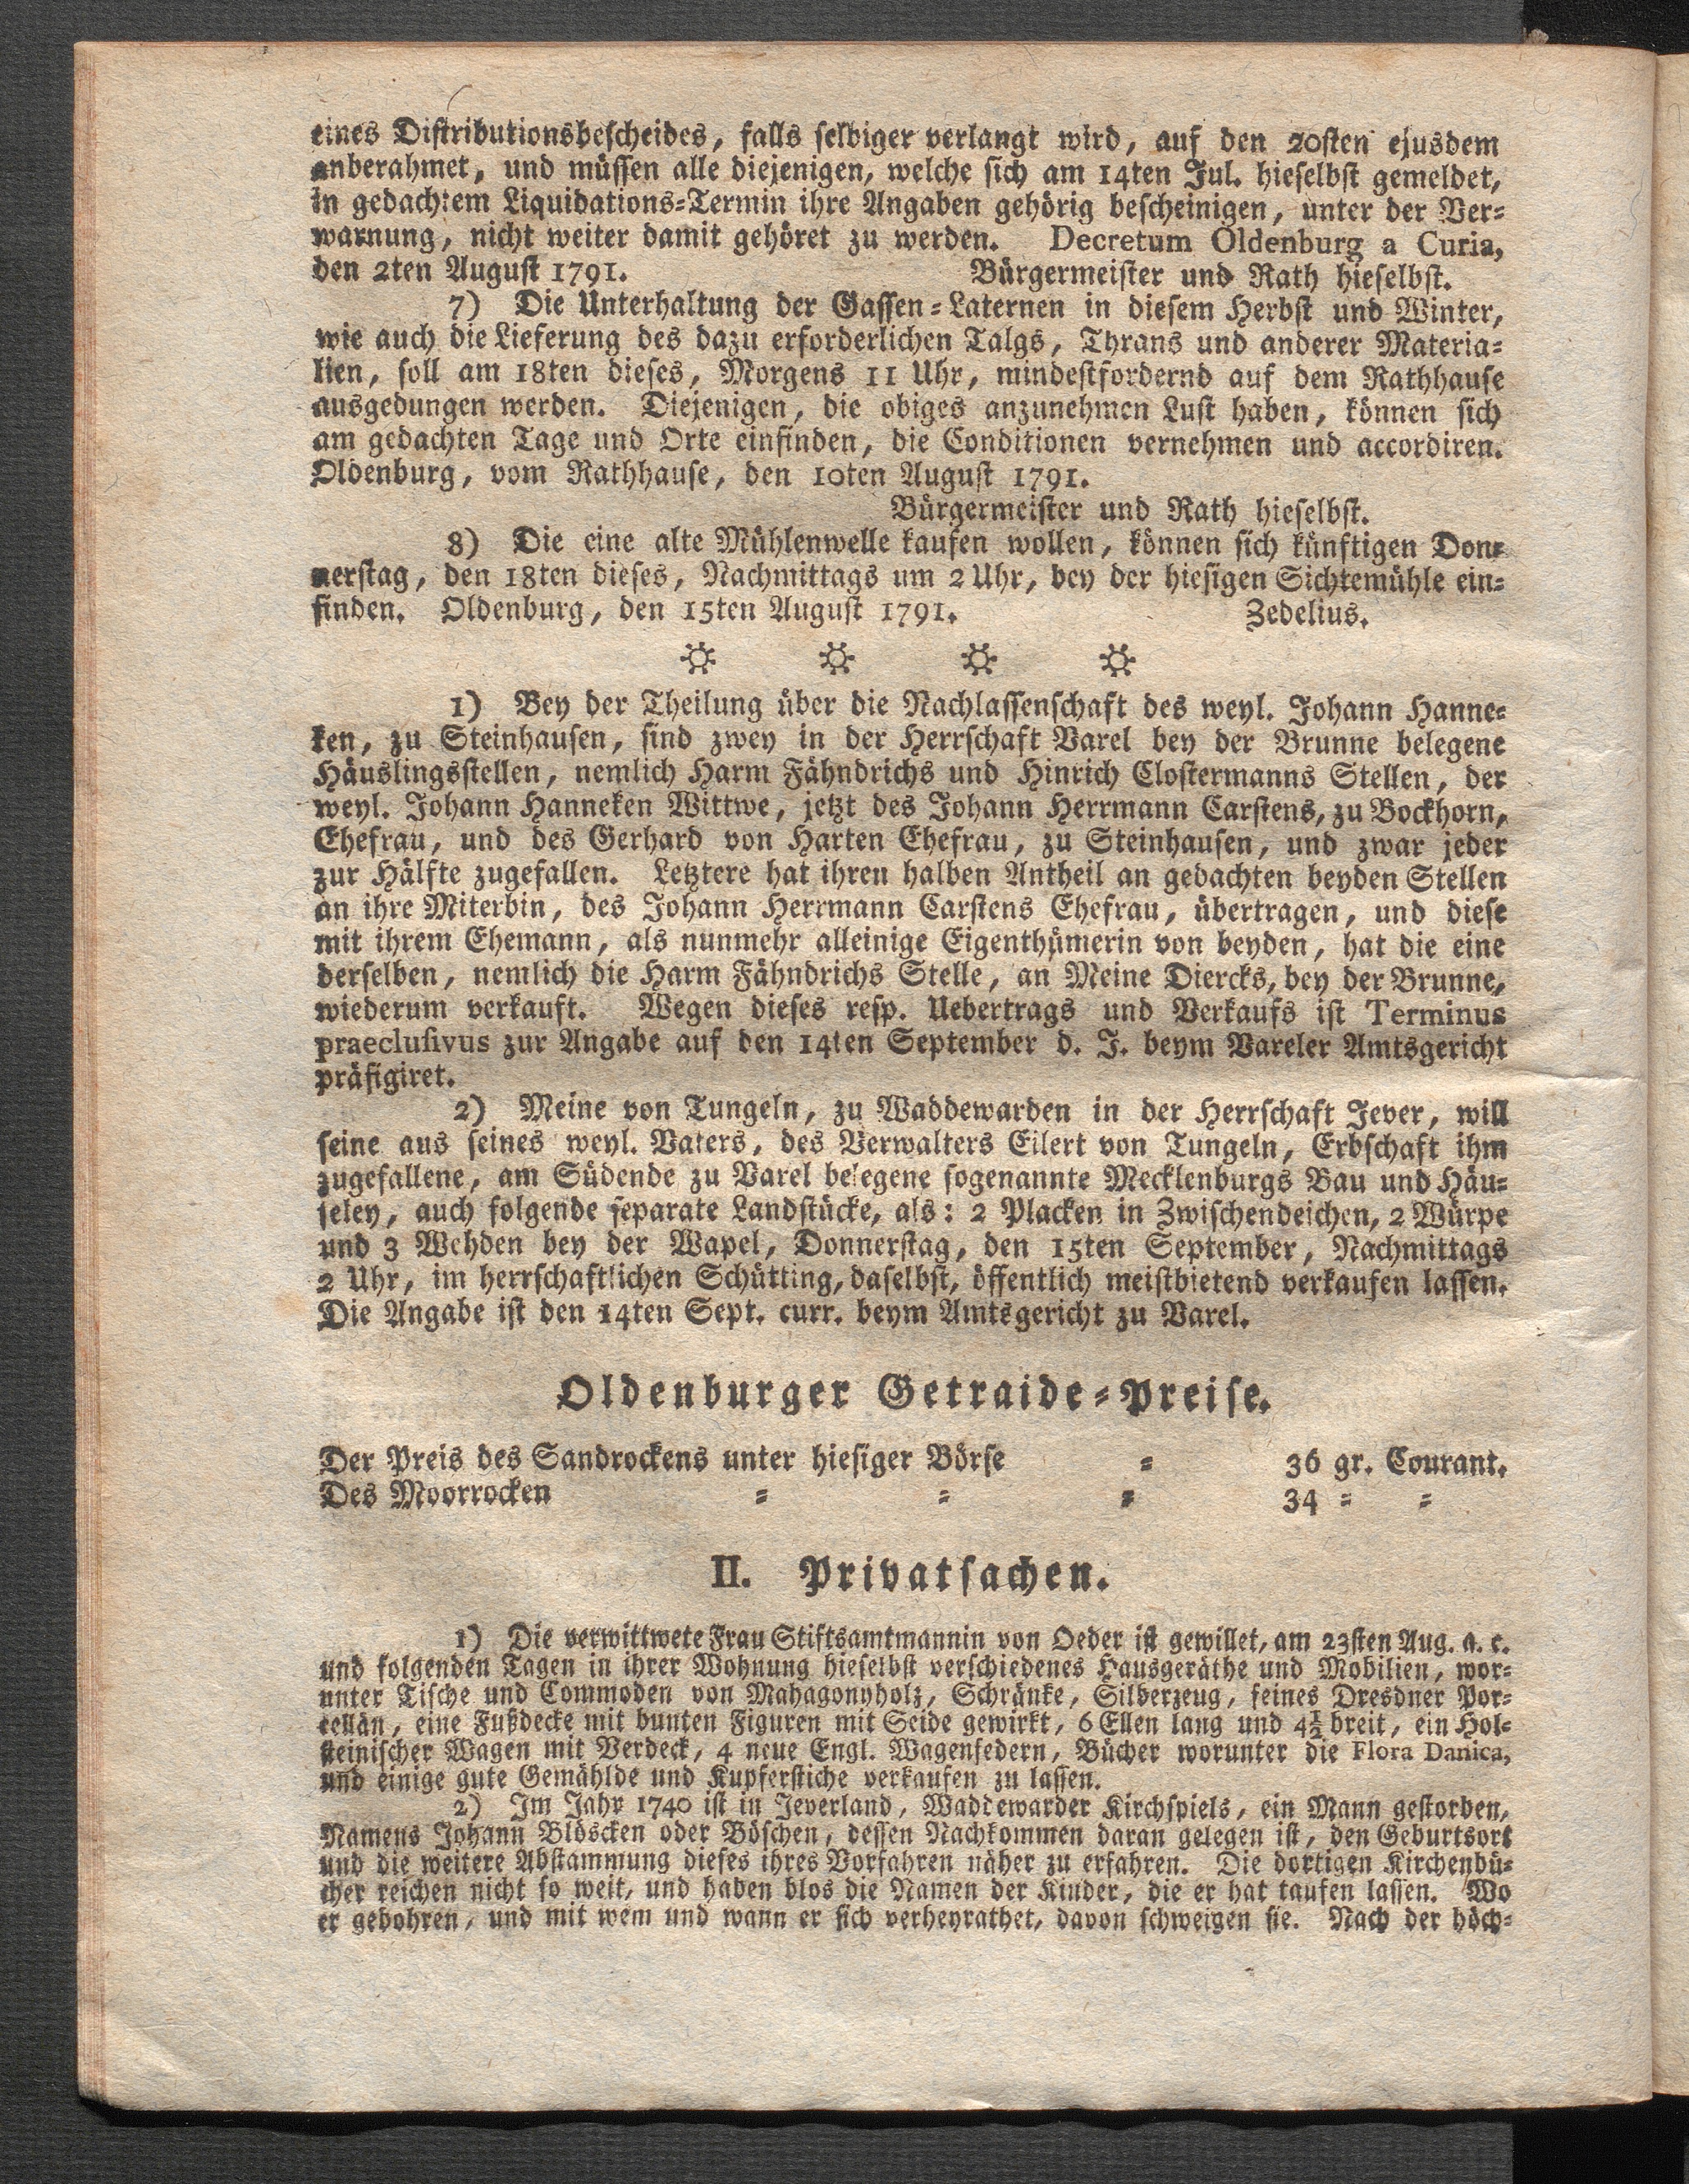 eines Distributionsbescheides, falls selbiger verlangt wird, auf den 20sten ejusdem
anberahmet, und müssen alle diejenigen, welche sich am 14ten Jul. hieselbst gemeldet,
in gedachtem Liquidations-Termin ihre Angaben gehörig bescheinigen, unter der Ver-
warnung, nicht weiter damit gehöret zu werden. Decretum Oldenburg a Curia,
den 2ten August 1791. Bürgermeister und Rath hieselbst.
7) Die Unterhaltung der Gassen-Laternen in diesem Herbst und Winter,
wie auch die Lieferung des dazu erforderlichen Talgs, Thrans und anderer Materia-
lien, soll am 18ten dieses, Morgens 11 Uhr, mindestfordernd auf dem Rathhause
ausgedungen werden. Diejenigen, die obiges anzunehmen Lust haben, können sich
am gedachten Tage und Orte einfinden, die Conditionen vernehmen und accordiren.
Oldenburg, vom Rathhause, den 10ten August 1791.
Bürgermeister und Rath hieselbst.
8) Die eine alte Mühlenwelle kaufen wollen, können sich künftigen Don-
nerstag, den 18ten dieses, Nachmittags um 2 Uhr, bey der hiesigen Sichtemühle ein-
finden. Oldenburg, den 15ten August 1791. Zedelius.
1) Bey der Theilung über die Nachlassenschaft des weyl. Johann Hanne-
ken, zu Steinhausen, sind zwey in der Herrschaft Varel bey der Brunne belegene
Häuslingsstellen, nemlich Harm Fähndrichs und Hinrich Clostermanns Stellen, der
weyl. Johann Hanneken Wittwe, jetzt des Johann Herrmann Carstens, zu Bockhorn,
Ehefrau, und des Gerhard von Harten Ehefrau, zu Steinhausen, und zwar jeder
zur Hälfte zugefallen. Letztere hat ihren halben Antheil an gedachten beyden Stellen
an ihre Miterbin, des Johann Herrmann Carstens Ehefrau, übertragen, und diese
mit ihrem Ehemann, als nunmehr alleinige Eigenthümerin von beyden, hat die eine
derselben, nemlich die Harm Fähndrichs Stelle, an Meine Diercks, bey der Brunne,
wiederum verkauft. Wegen dieses resp. Uebertrags und Verkaufs ist Terminus
praeclusivus zur Angabe auf den 14ten September d. J. beym Vareler Amtsgericht
präfigiret.
2) Meine von Tungeln, zu Waddewarden in der Herrschaft Jever, will
seine aus seines weyl. Vaters, des Verwalters Eilert von Tungeln, Erbschaft ihm
zugefallene, am Südende zu Varel belegene sogenannte Mecklenburgs Bau und Häu-
seley, auch folgende separate Landstücke, als: 2 Placken in Zwischendeichen, 2 Würpe
und 3 Wehden bey der Wapel, Donnerstag, den 15ten September, Nachmittags
2 Uhr, im herrschaftlichen Schütting, daselbst, öffentlich meistbietend verkaufen lassen.
Die Angabe ist den 14ten Sept. curr. beym Amtsgericht zu Varel.
Oldenburger Getraide-Preise.
Der Preis des Sandrockens unter hiesiger Börse = 36 gr. Courant.
Des Moorrocken = = = 34 = =
II. Privatsachen.
1) Die verwittwete Frau Stiftsamtmannin von Oeder ist gewillet, am 23sten Aug. a. c.
und folgenden Tagen in ihrer Wohnung hieselbst verschiedenes Hausgeräthe und Mobilien, wor-
unter Tische und Commoden von Mahagonyholz, Schränke, Silberzeug, feines Dresdner Por-
cellän, eine Fußdecke mit bunten Figuren mit Seide gewirkt, 6 Ellen lang und 4½ breit, ein Hol-
steinischer Wagen mit Verdeck, 4 neue Engl. Wagenfedern, Bücher worunter die Flora Danica,
und einige gute Gemählde und Kupferstiche verkaufen zu lassen.
2) Im Jahr 1740 ist in Jeverland, Waddewarder Kirchspiels, ein Mann gestorben,
Namens Johann Blöscken oder Böschen, dessen Nachkommen daran gelegen ist, den Geburtsort
und die weitere Abstammung dieses ihres Vorfahren näher zu erfahren. Die dortigen Kirchenbü-
cher reichen nicht so weit, und haben blos die Namen der Kinder, die er hat taufen lassen. Wo
er gebohren, und mit wem und wann er sich verheyrathet, davon schweigen sie. Nach der höch-